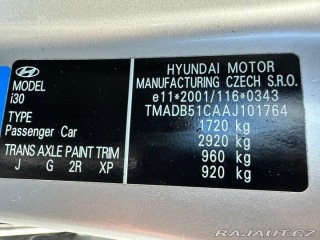 HYUNDAI
MODEL
i30
TYPE
Passenger Car
TRANS AXLE PAINT TRIM
J G 2R XP
HYUNDAI MOTOR
MANUFACTURING CZECH S.R.O.
e11*2001/116*0343
TMADB51CAAJ101764
1720 kg
2920 kg
960 kg
920 kg
RAJAUT.CZ